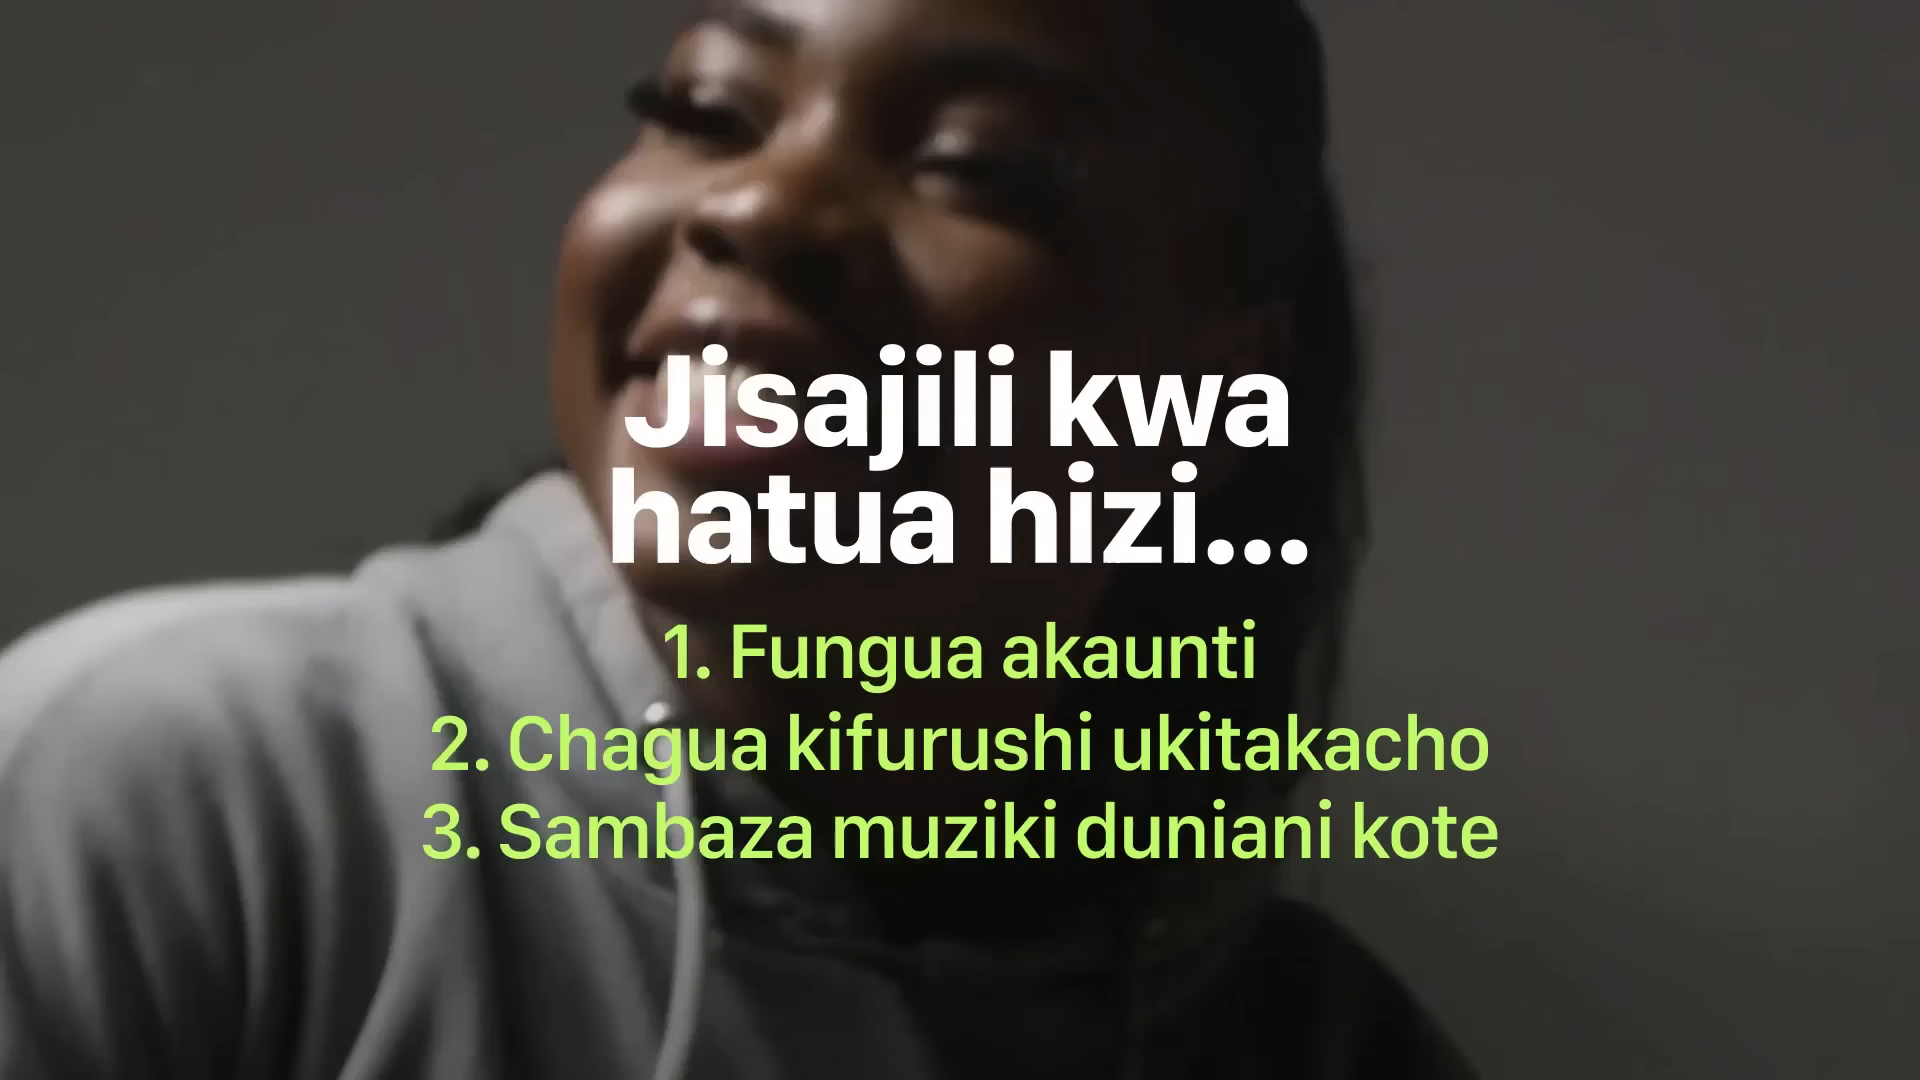 Jisajili kwa
hatua hizi...
1. Fungua akaunti
2. Chagua kifurushi ukitakacho
3. Sambaza muziki duniani kote